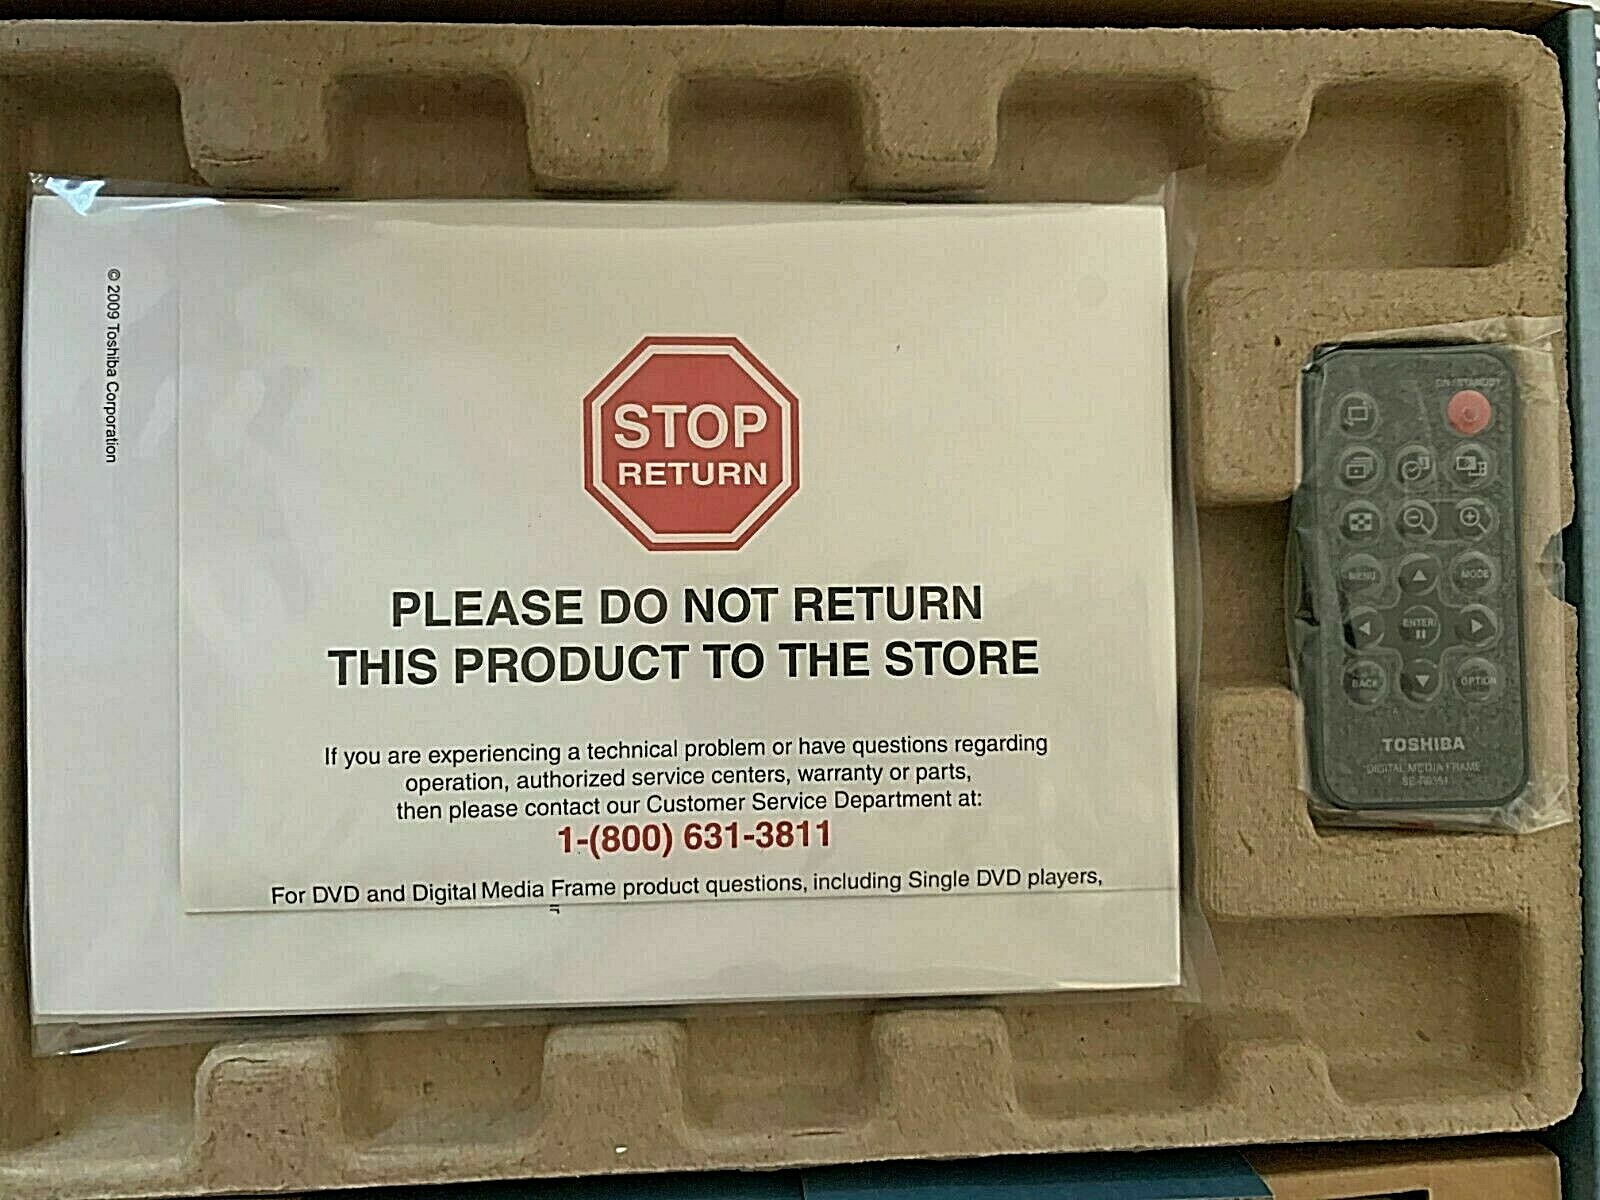 © 2009 Toshiba Corporation
STOP
RETURN
PLEASE DO NOT RETURN
THIS PRODUCT TO THE STORE
If you are experiencing a technical problem or have questions regarding
operation, authorized service centers, warranty or parts,
then please contact our Customer Service Department at:
1-(800) 631-3811
For DVD and Digital Media Frame product questions, including Single DVD players,
ON / STANDBY
MENU
MODE
ENTER/
BACK
OPTION
TOSHIBA
DIGITAL MEDIA FRAME